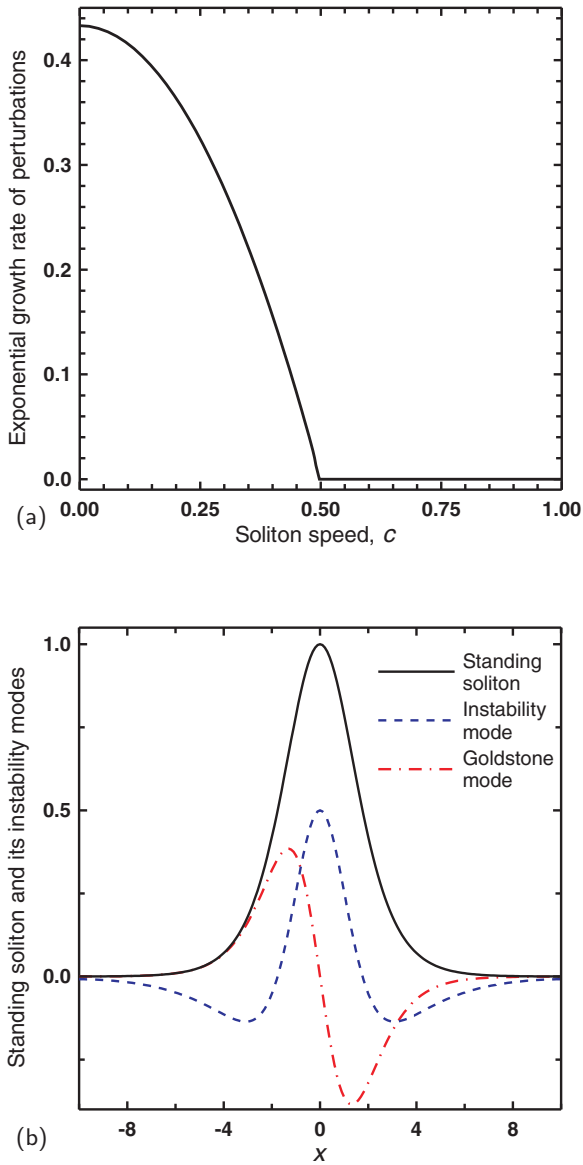 Exponential growth rate of perturbations
0.4
0.3
0.2
0.1
0.0
0.00 0.25 0.50 0.75 1.00
(a)
Soliton speed, c
Standing soliton and its instability modes
1.0
0.5
0.0
Standing
soliton
Instability
mode
Goldstone
mode
-8 -4 0 4 8
(b)
x